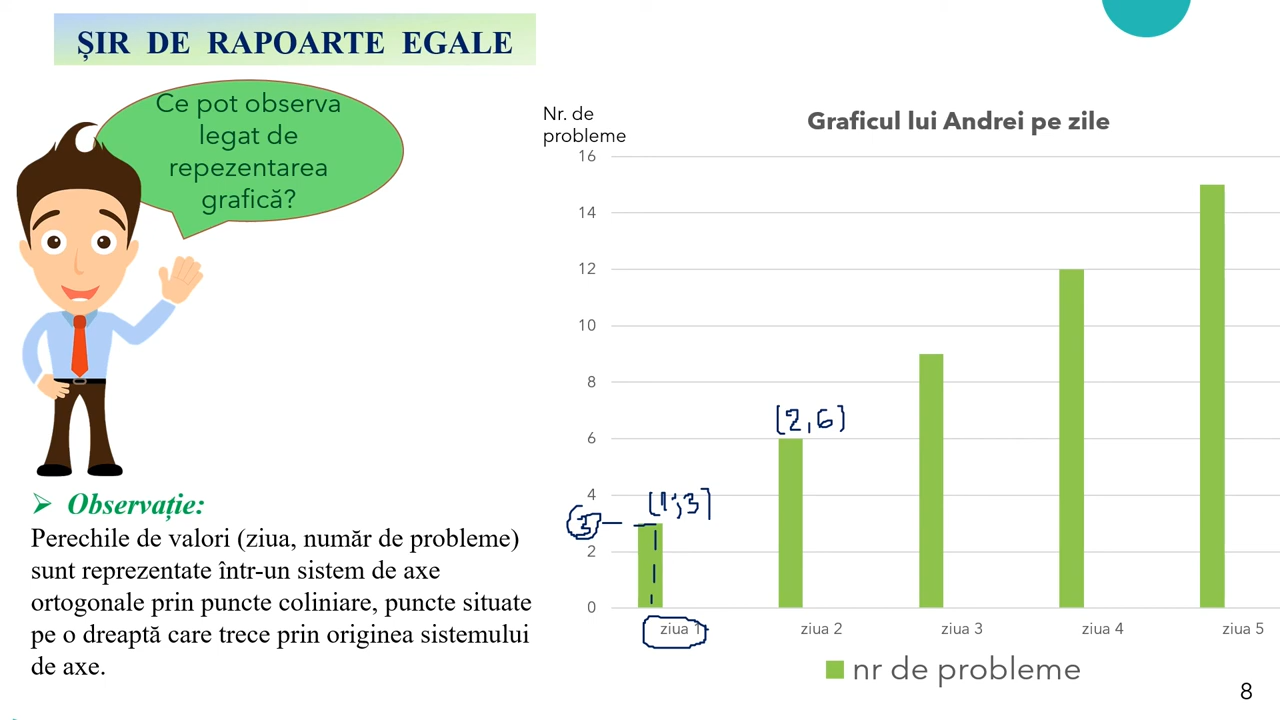 ȘIR DE RAPOARTE EGALE
Ce pot observa
legat de
repezentarea
grafică?
Observație:
Perechile de valori (ziua, număr de probleme)
sunt reprezentate într-un sistem de axe
ortogonale prin puncte coliniare, puncte situate
pe o dreaptă care trece prin originea sistemului
de axe.
Nr. de
probleme
Graficul lui Andrei pe zile
16
14
12
10
8
6
4
2
0
(2,6)
(1;3)
3
ziua 1 ziua 2 ziua 3 ziua 4 ziua 5
nr de probleme
8